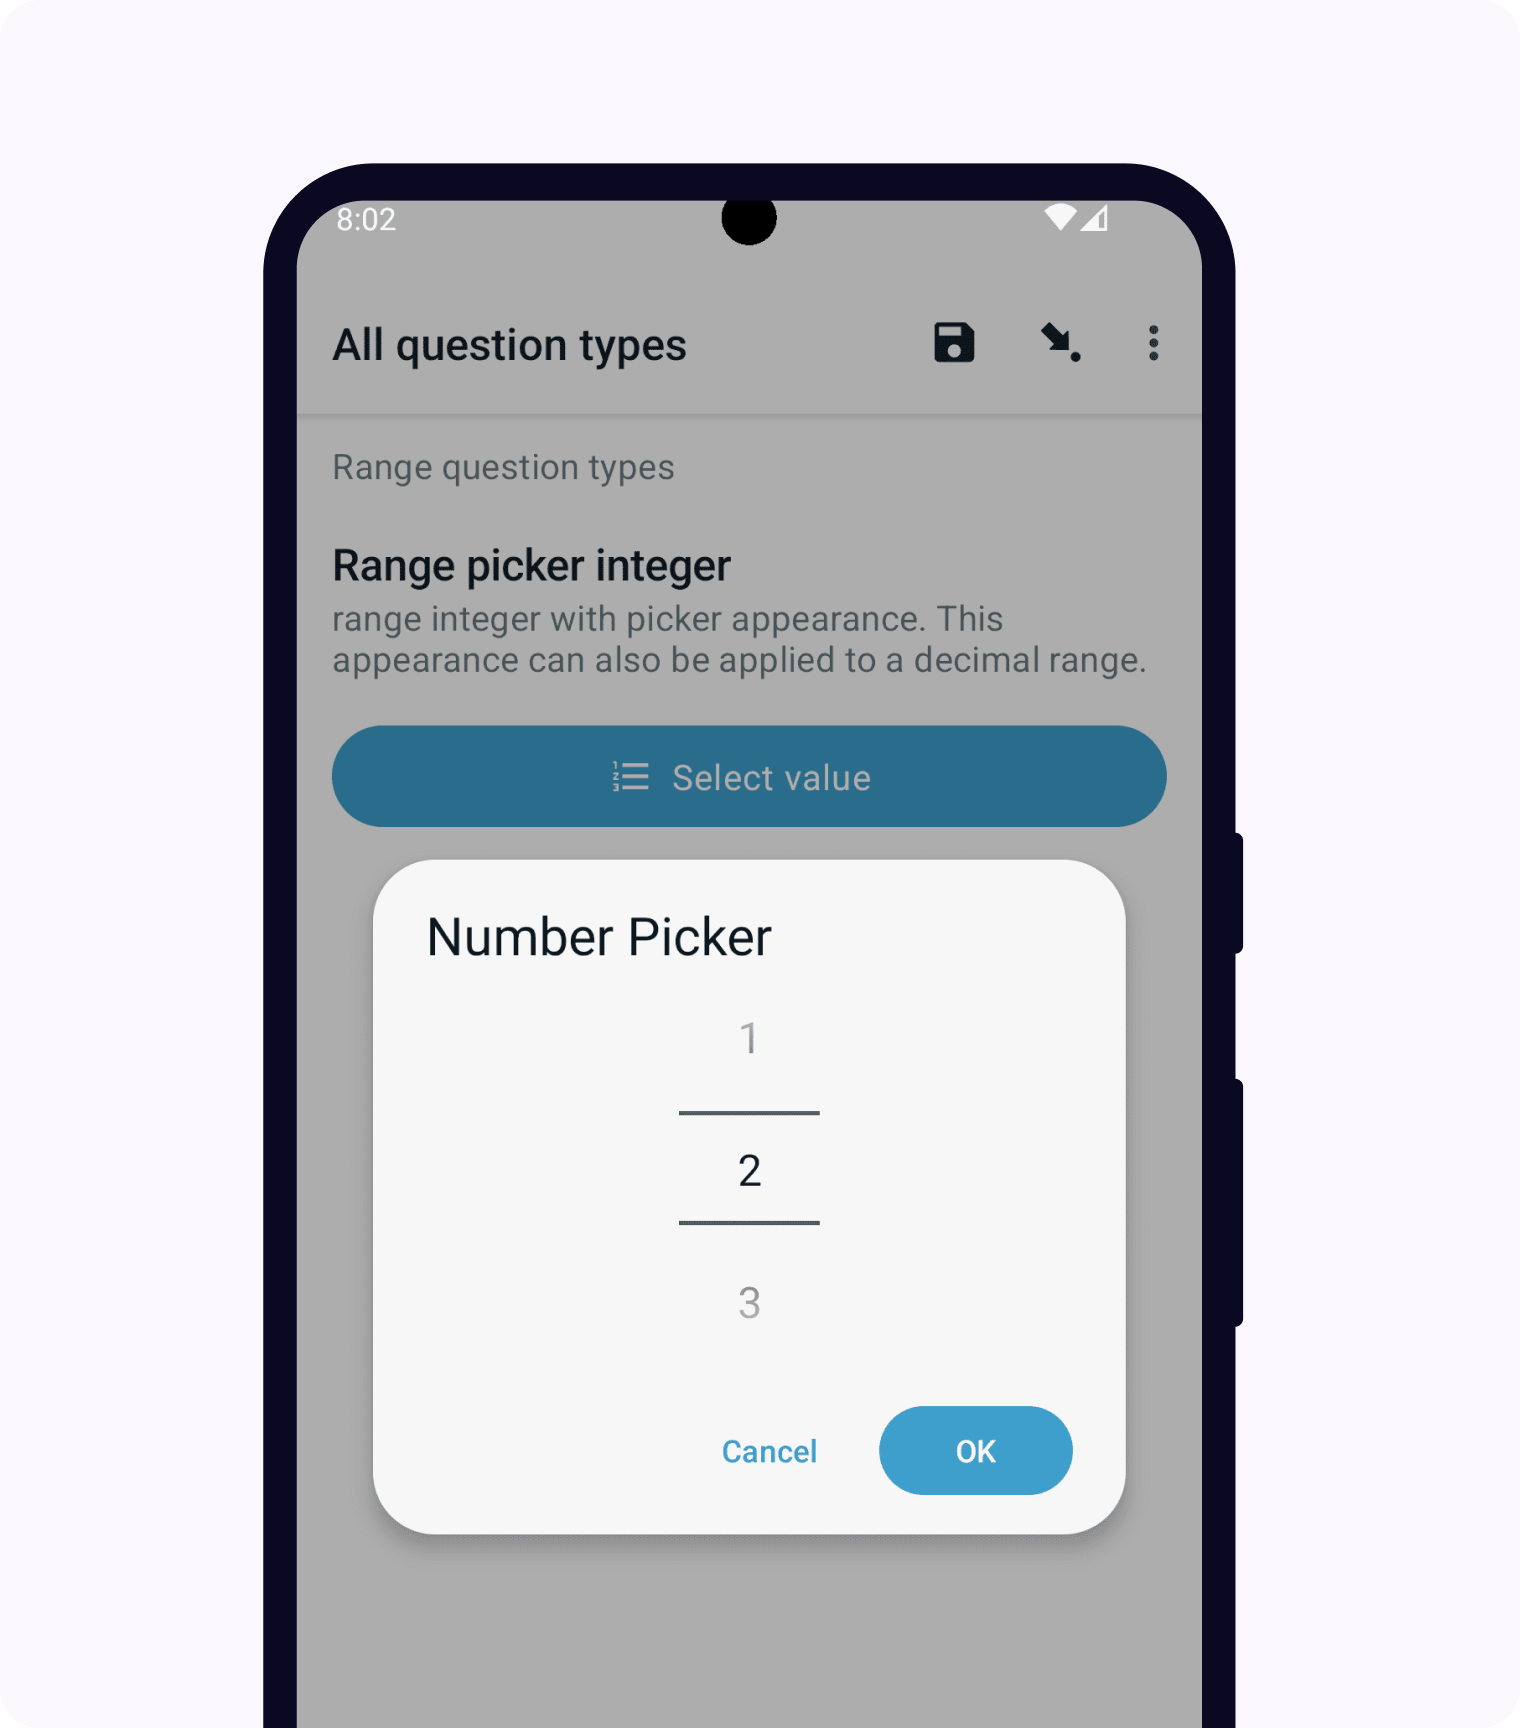 8:02
All question types
Range question types
Range picker integer
range integer with picker appearance. This
appearance can also be applied to a decimal range.
Select value
Number Picker
1
2
3
Cancel
OK